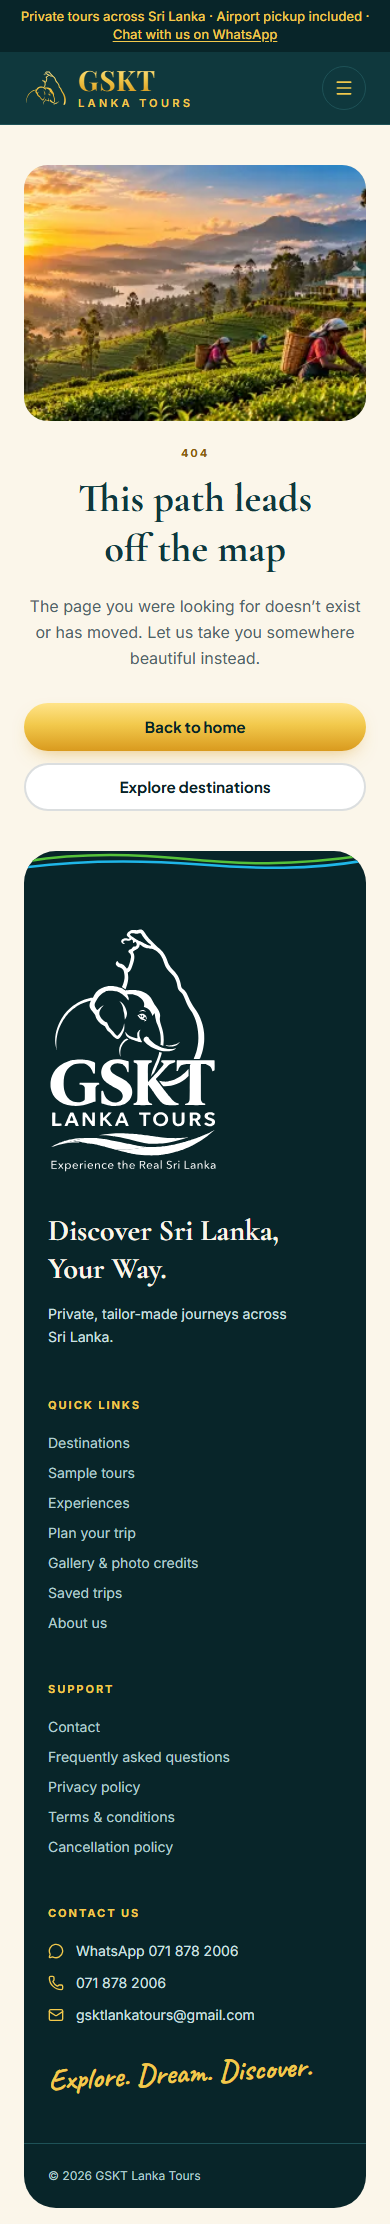 Private tours across Sri Lanka · Airport pickup included ·
Chat with us on WhatsApp
GSKT
LANKA TOURS
404
This path leads
off the map
The page you were looking for doesn’t exist
or has moved. Let us take you somewhere
beautiful instead.
Back to home
Explore destinations
GSKT
LANKA TOURS
Experience the Real Sri Lanka
Discover Sri Lanka,
Your Way.
Private, tailor-made journeys across
Sri Lanka.
QUICK LINKS
Destinations
Sample tours
Experiences
Plan your trip
Gallery & photo credits
Saved trips
About us
SUPPORT
Contact
Frequently asked questions
Privacy policy
Terms & conditions
Cancellation policy
CONTACT US
WhatsApp 071 878 2006
071 878 2006
gsktlankatours@gmail.com
Explore. Dream. Discover.
© 2026 GSKT Lanka Tours